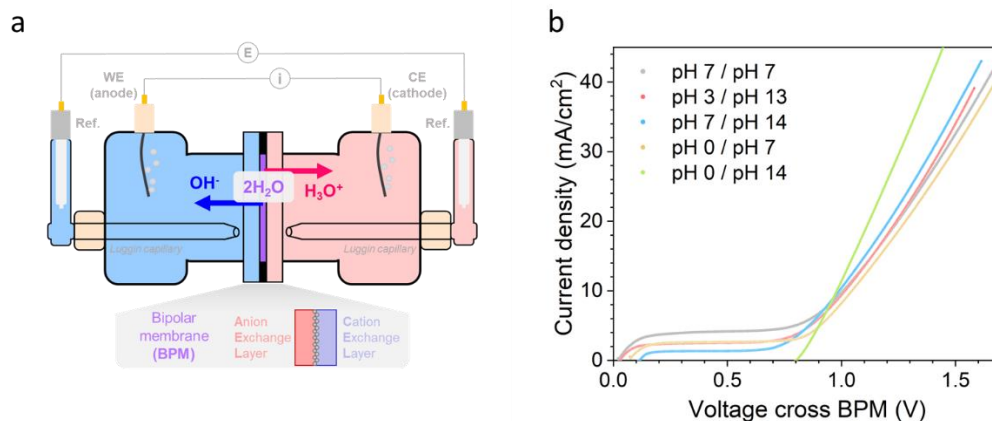 a
E
WE
(anode)
i
CE
(cathode)
Ref.
Ref.
OH-
2H2O
H3O+
Luggin capillary
Luggin capillary
Bipolar
membrane
(BPM)
Anion
Exchange
Layer
Cation
Exchange
Layer
b
Current density (mA/cm²)
40
30
20
10
0
pH 7 / pH 7
pH 3 / pH 13
pH 7 / pH 14
pH 0 / pH 7
pH 0 / pH 14
0.0 0.5 1.0 1.5
Voltage cross BPM (V)